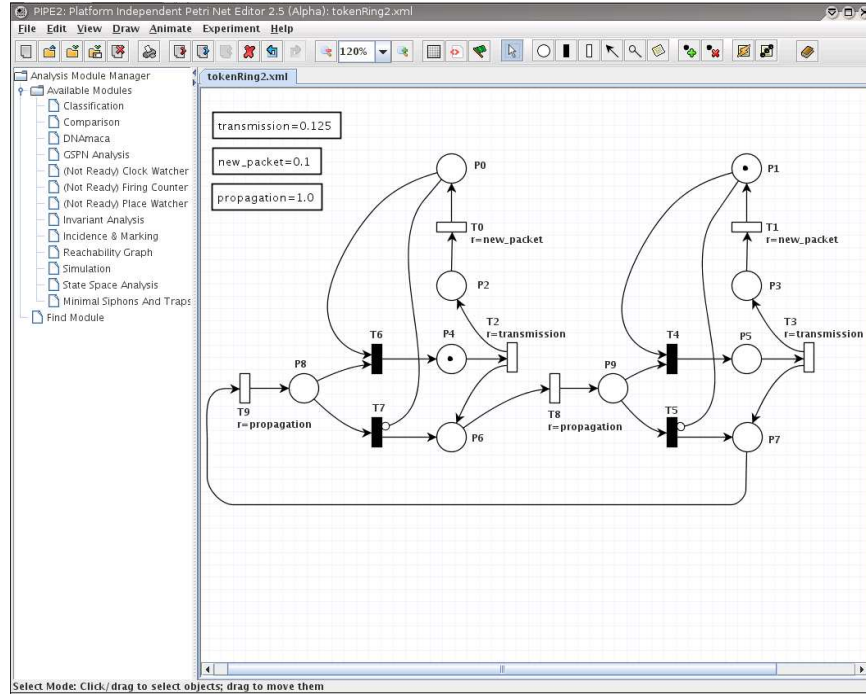 PIPE2: Platform Independent Petri Net Editor 2.5 (Alpha): tokenRing2.xml
File Edit View Draw Animate Experiment Help
120%
Analysis Module Manager
Available Modules
Classification
Comparison
DNAmaca
GSPN Analysis
(Not Ready) Clock Watcher
(Not Ready) Firing Counter
(Not Ready) Place Watcher
Invariant Analysis
Incidence & Marking
Reachability Graph
Simulation
State Space Analysis
Minimal Siphons And Traps
Find Module
tokenRing2.xml
transmission=0.125
new_packet=0.1
propagation=1.0
P0
P1
T0
r=new_packet
T1
r=new_packet
P2
P3
T6
P4
T2
r=transmission
T4
P5
T3
r=transmission
P8
P9
T9
r=propagation
T7
P6
T8
r=propagation
T5
P7
Select Mode: Click/drag to select objects; drag to move them